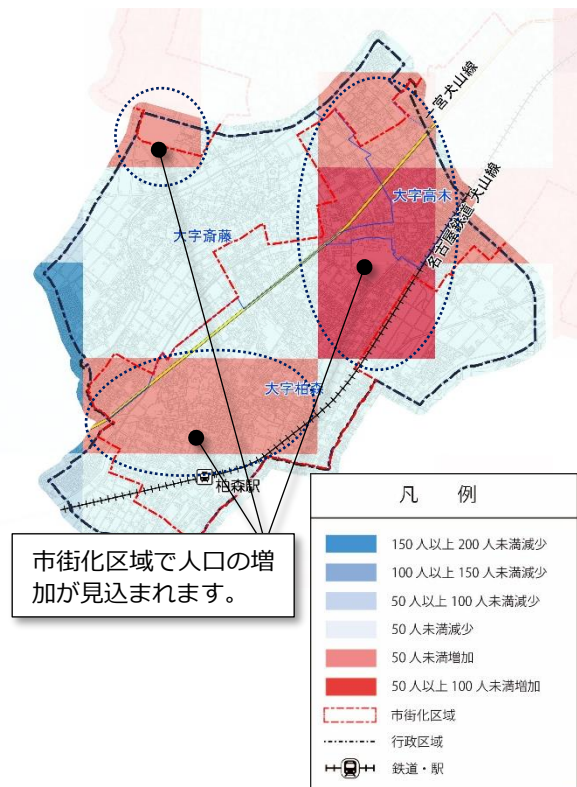 宮犬山線
大字高木
名古屋鉄道犬山線
大字斎藤
大字柏森
柏森駅
市街化区域で人口の増
加が見込まれます。
凡 例
150 人以上 200 人未満減少
100 人以上 150 人未満減少
50 人以上 100 人未満減少
50 人未満減少
50 人未満増加
50 人以上 100 人未満増加
市街化区域
行政区域
鉄道・駅